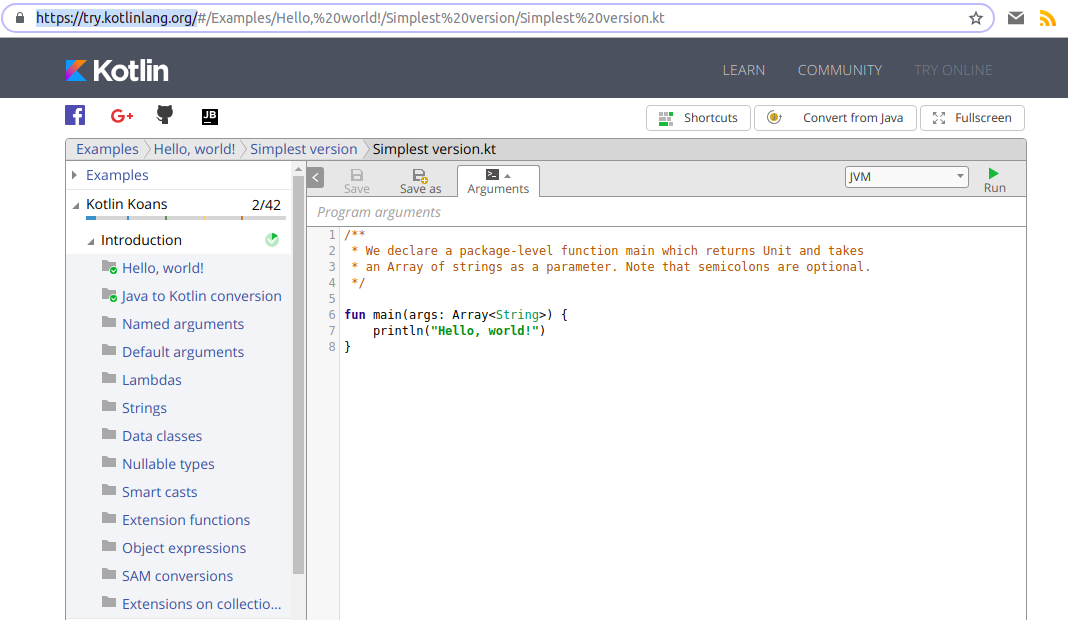 https://try.kotlinlang.org/#/Examples/Hello,%20world!/Simplest%20version/Simplest%20version.kt
Kotlin
LEARN COMMUNITY TRY ONLINE
f G+ JB
Shortcuts Convert from Java Fullscreen
Examples Hello, world! Simplest version Simplest version.kt
Examples
Kotlin Koans 2/42
Introduction
Hello, world!
Java to Kotlin conversion
Named arguments
Default arguments
Lambdas
Strings
Data classes
Nullable types
Smart casts
Extension functions
Object expressions
SAM conversions
Extensions on collectio...
< Save Save as Arguments JVM Run
Program arguments
1 /**
2  * We declare a package-level function main which returns Unit and takes
3  * an Array of strings as a parameter. Note that semicolons are optional.
4  */
5
6 fun main(args: Array<String>) {
7     println("Hello, world!")
8 }